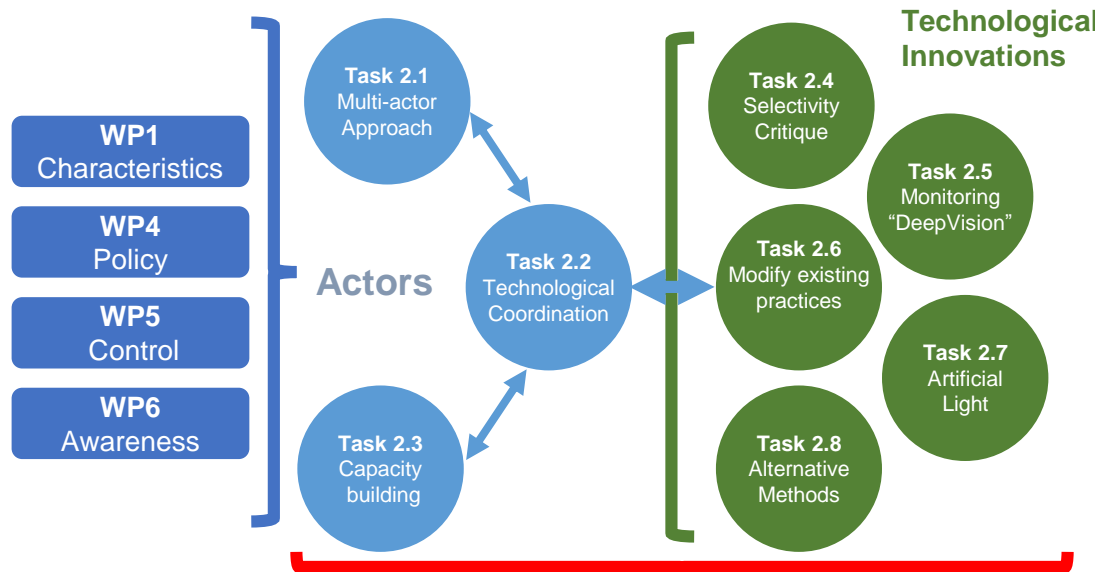 WP1
Characteristics
WP4
Policy
WP5
Control
WP6
Awareness
Actors
Task 2.1
Multi-actor
Approach
Task 2.2
Technological
Coordination
Task 2.3
Capacity
building
Technological
Innovations
Task 2.4
Selectivity
Critique
Task 2.5
Monitoring
“DeepVision”
Task 2.6
Modify existing
practices
Task 2.7
Artificial
Light
Task 2.8
Alternative
Methods